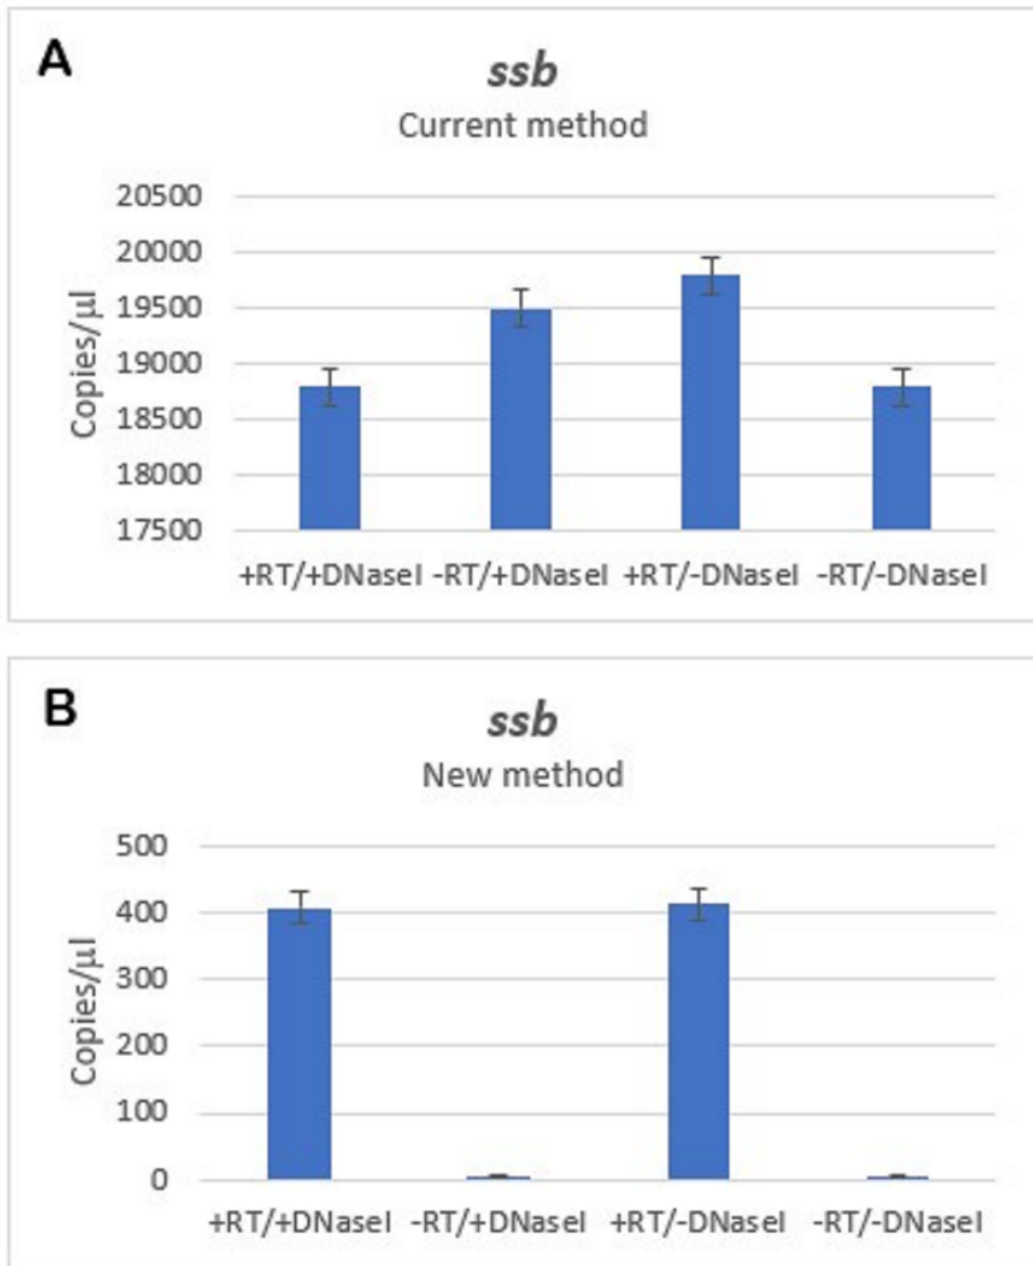 A
ssb
Current method
20500
20000
19500
19000
18500
18000
17500
Copies/µl
+RT/+DNaseI -RT/+DNaseI +RT/-DNaseI -RT/-DNaseI
B
ssb
New method
500
400
300
200
100
0
Copies/µl
+RT/+DNaseI -RT/+DNaseI +RT/-DNaseI -RT/-DNaseI